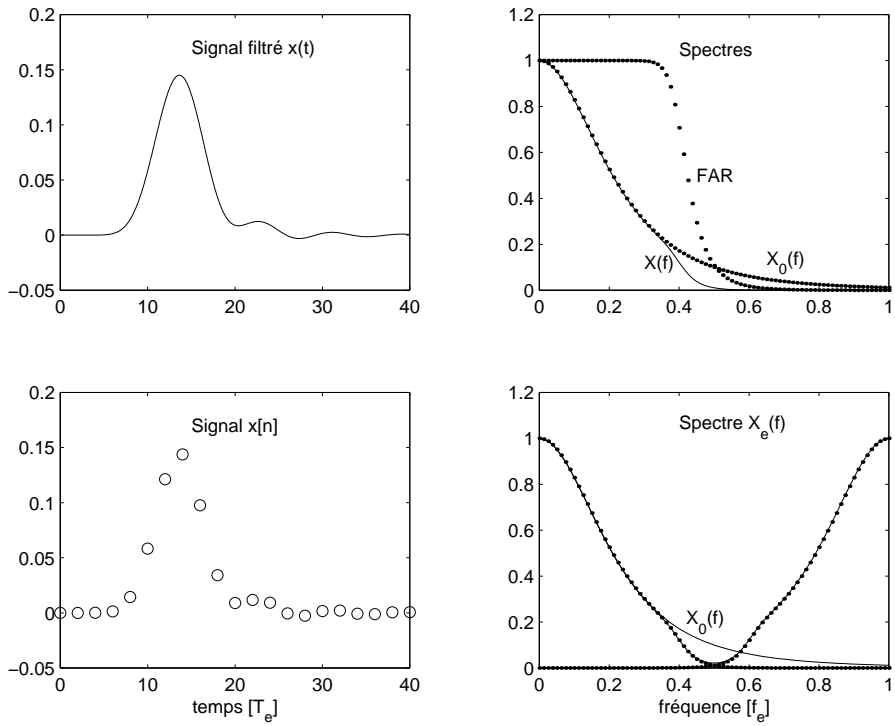 0.2
0.15
0.1
0.05
0
−0.05
0 10 20 30 40
Signal filtré x(t)
1.2
1
0.8
0.6
0.4
0.2
0
0 0.2 0.4 0.6 0.8 1
Spectres
FAR
X(f)
X₀(f)
0.2
0.15
0.1
0.05
0
−0.05
0 10 20 30 40
Signal x[n]
temps [Tₑ]
1.2
1
0.8
0.6
0.4
0.2
0
0 0.2 0.4 0.6 0.8 1
Spectre Xₑ(f)
X₀(f)
fréquence [fₑ]